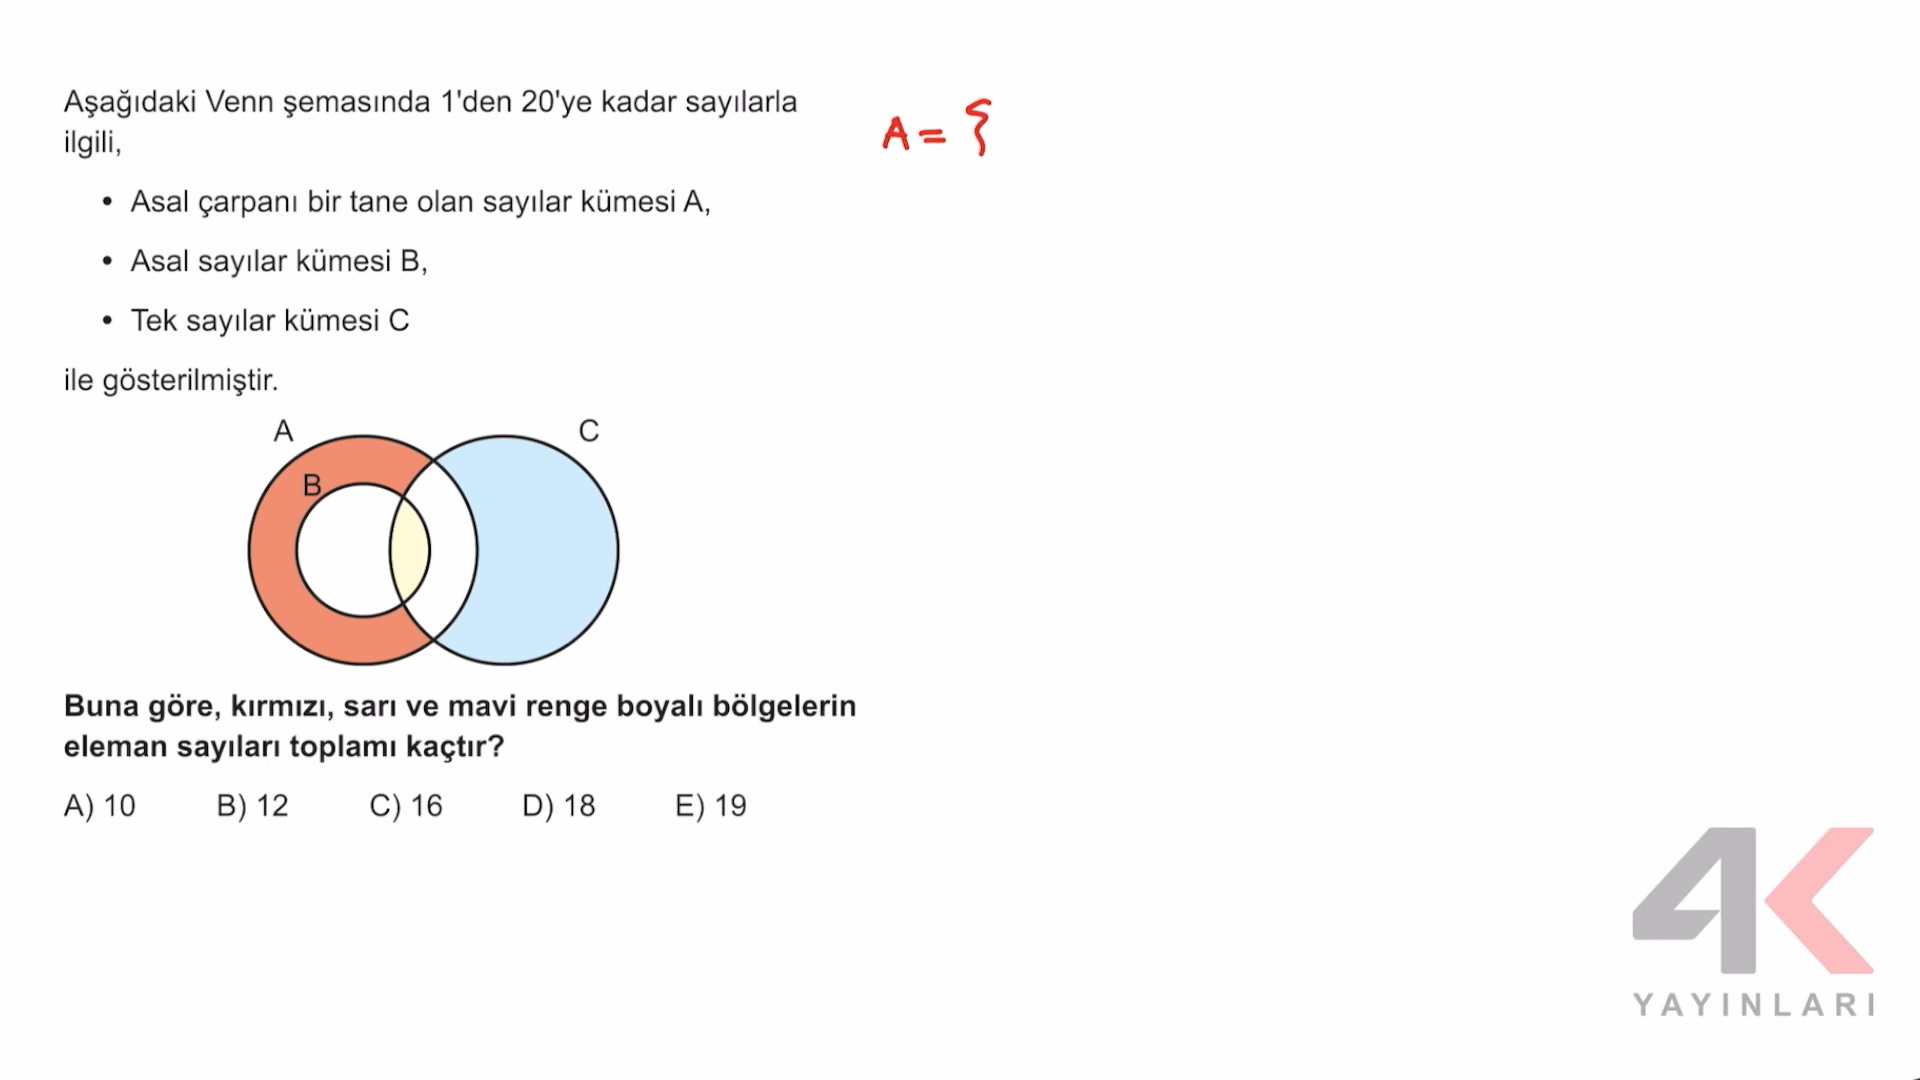 Aşağıdaki Venn şemasında 1'den 20'ye kadar sayılarla
ilgili,
A = {
• Asal çarpanı bir tane olan sayılar kümesi A,
• Asal sayılar kümesi B,
• Tek sayılar kümesi C
ile gösterilmiştir.
A
C
B
Buna göre, kırmızı, sarı ve mavi renge boyalı bölgelerin
eleman sayıları toplamı kaçtır?
A) 10 B) 12 C) 16 D) 18 E) 19
4K
YAYINLARI